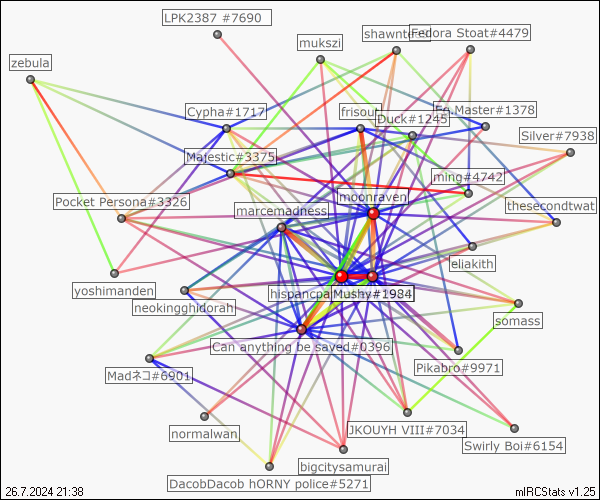 LPK2387 #7690
shawnte
Fedora Stoat#4479
mukszi
zebula
Cypha#1717
frisout
Duck#1245
Eg Master#1378
Silver#7938
Majestic#3375
ming#4742
moonraven
Pocket Persona#3326
marcemadness
thesecondtwat
eliakith
yoshimanden
hispancpa
Mushy#1984
neokingghidorah
somass
Can anything be saved#0396
Pikabro#9971
Madネコ#6901
JKOUYH VIII#7034
normalwan
Swirly Boi#6154
bigcitysamurai
DacobDacob hORNY police#5271
26.7.2024 21:38
mIRCStats v1.25